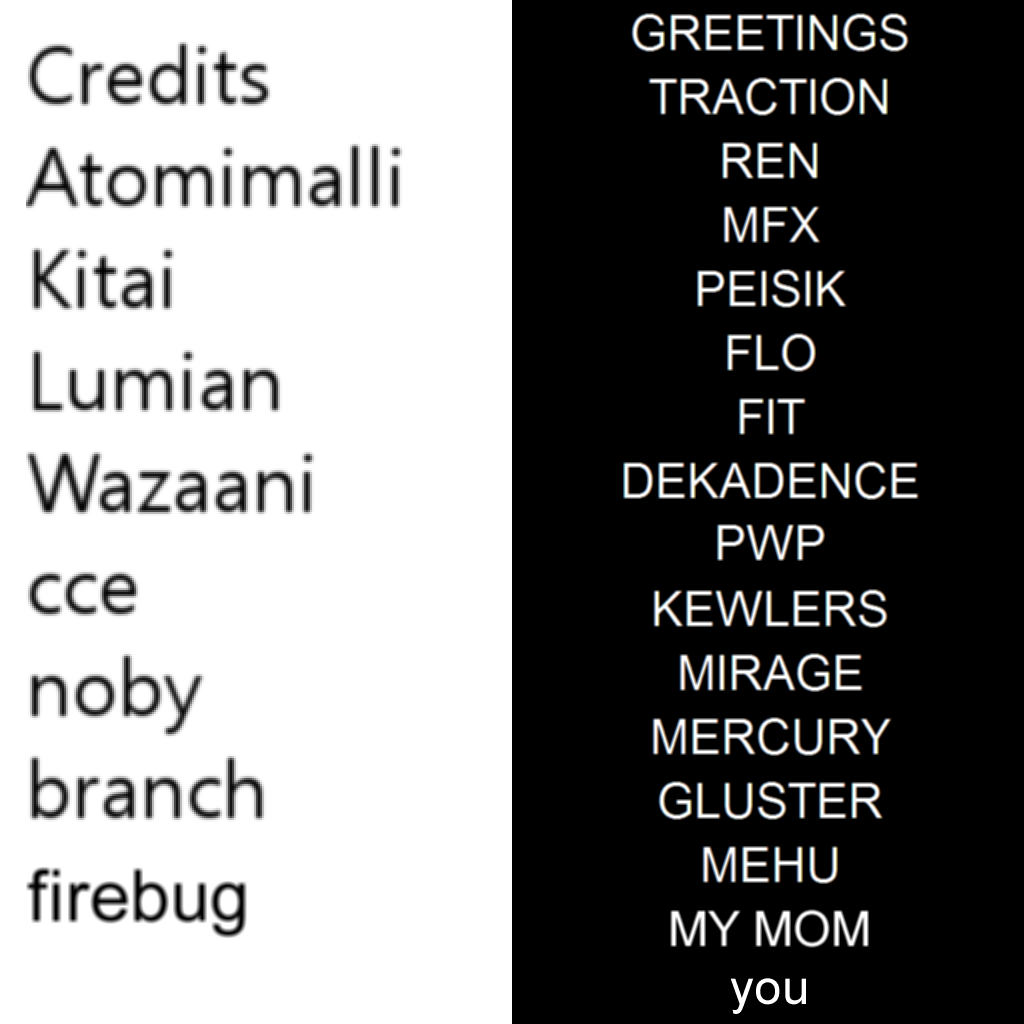 Credits
Atomimalli
Kitai
Lumian
Wazaani
cce
noby
branch
firebug
GREETINGS
TRACTION
REN
MFX
PEISIK
FLO
FIT
DEKADENCE
PWP
KEWLERS
MIRAGE
MERCURY
GLUSTER
MEHU
MY MOM
you